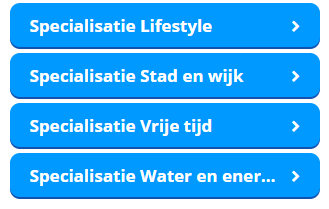 Specialisatie Lifestyle
Specialisatie Stad en wijk
Specialisatie Vrije tijd
Specialisatie Water en ener...